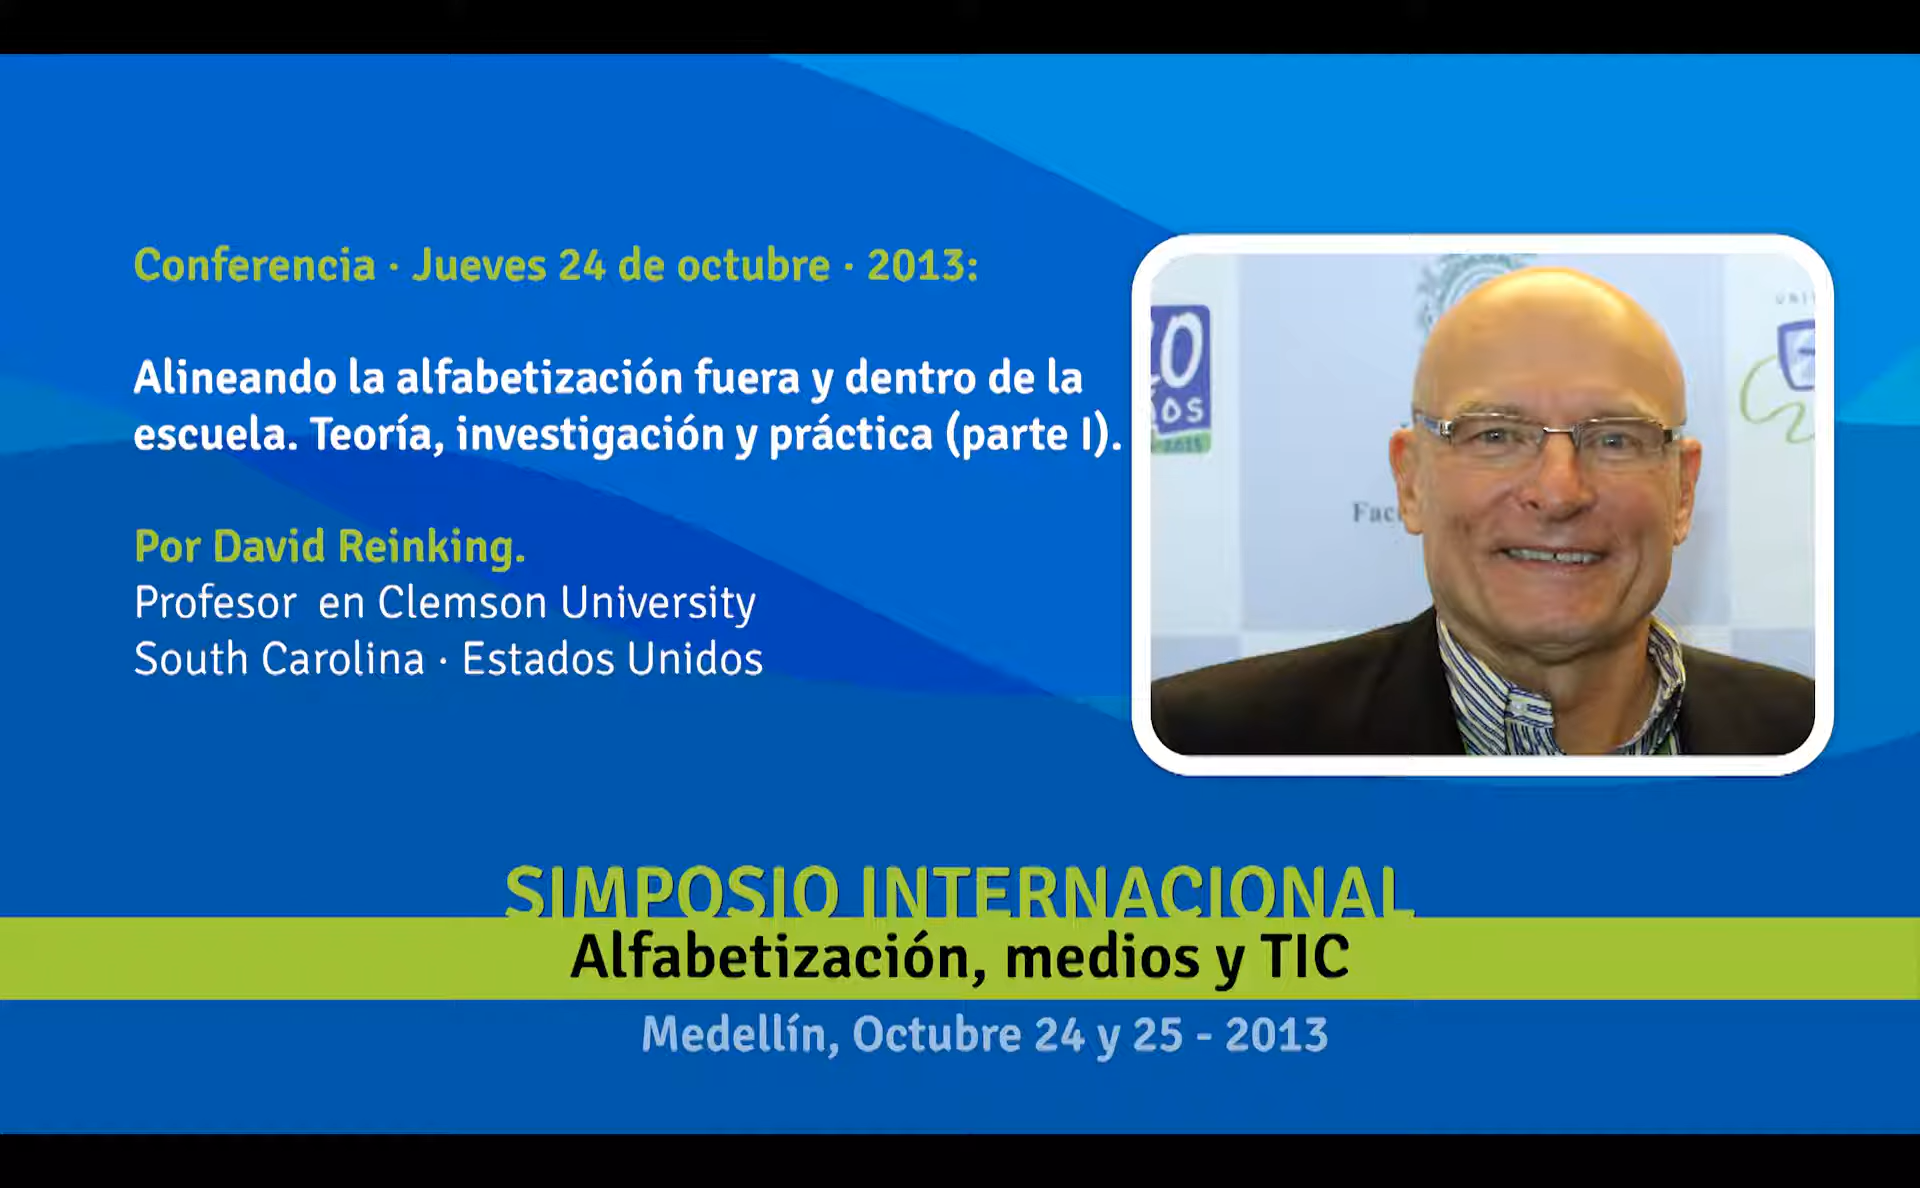 Conferencia · Jueves 24 de octubre · 2013:
Alineando la alfabetización fuera y dentro de la
escuela. Teoría, investigación y práctica (parte I).
Por David Reinking.
Profesor en Clemson University
South Carolina · Estados Unidos
SIMPOSIO INTERNACIONAL
Alfabetización, medios y TIC
Medellín, Octubre 24 y 25 - 2013